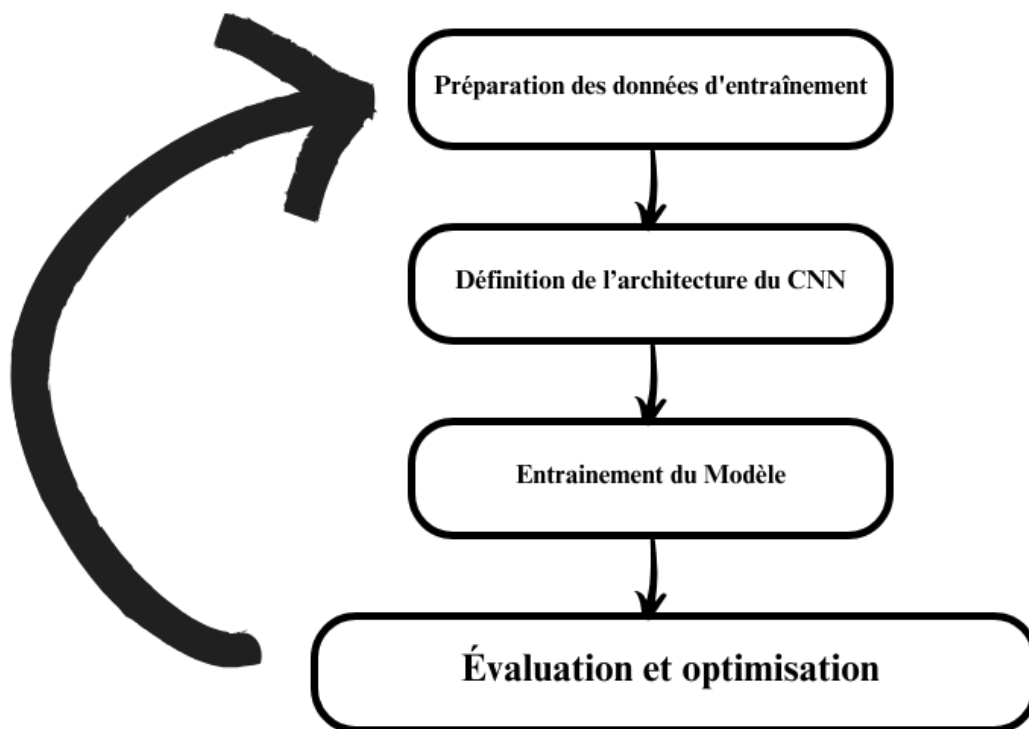 Préparation des données d'entraînement
Définition de l’architecture du CNN
Entrainement du Modèle
Évaluation et optimisation